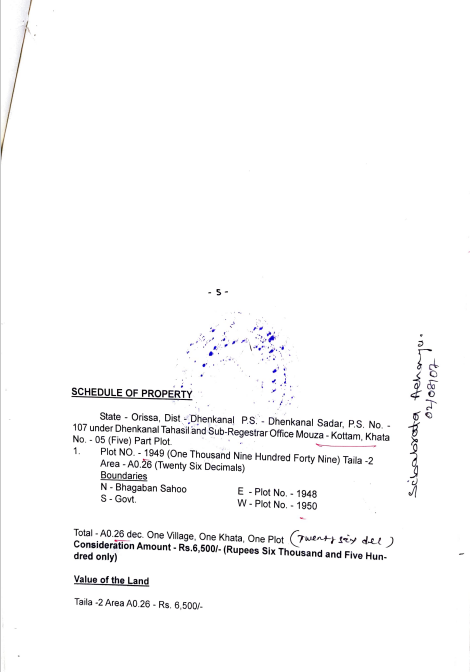 - 5 -
SCHEDULE OF PROPERTY
State - Orissa, Dist - Dhenkanal P.S. - Dhenkanal Sadar, P.S. No. -
107 under Dhenkanal Tahasil and Sub-Regestrar Office Mouza - Kottam, Khata
No. - 05 (Five) Part Plot.
1. Plot NO. - 1949 (One Thousand Nine Hundred Forty Nine) Taila -2
Area - A0.26 (Twenty Six Decimals)
Boundaries
N - Bhagaban Sahoo E - Plot No. - 1948
S - Govt. W - Plot No. - 1950
Total - A0.26 dec. One Village, One Khata, One Plot (Twenty six del)
Consideration Amount - Rs.6,500/- (Rupees Six Thousand and Five Hun-
dred only)
Value of the Land
Taila -2 Area A0.26 - Rs. 6,500/-
Sibabrata Acharya.
02/08/07